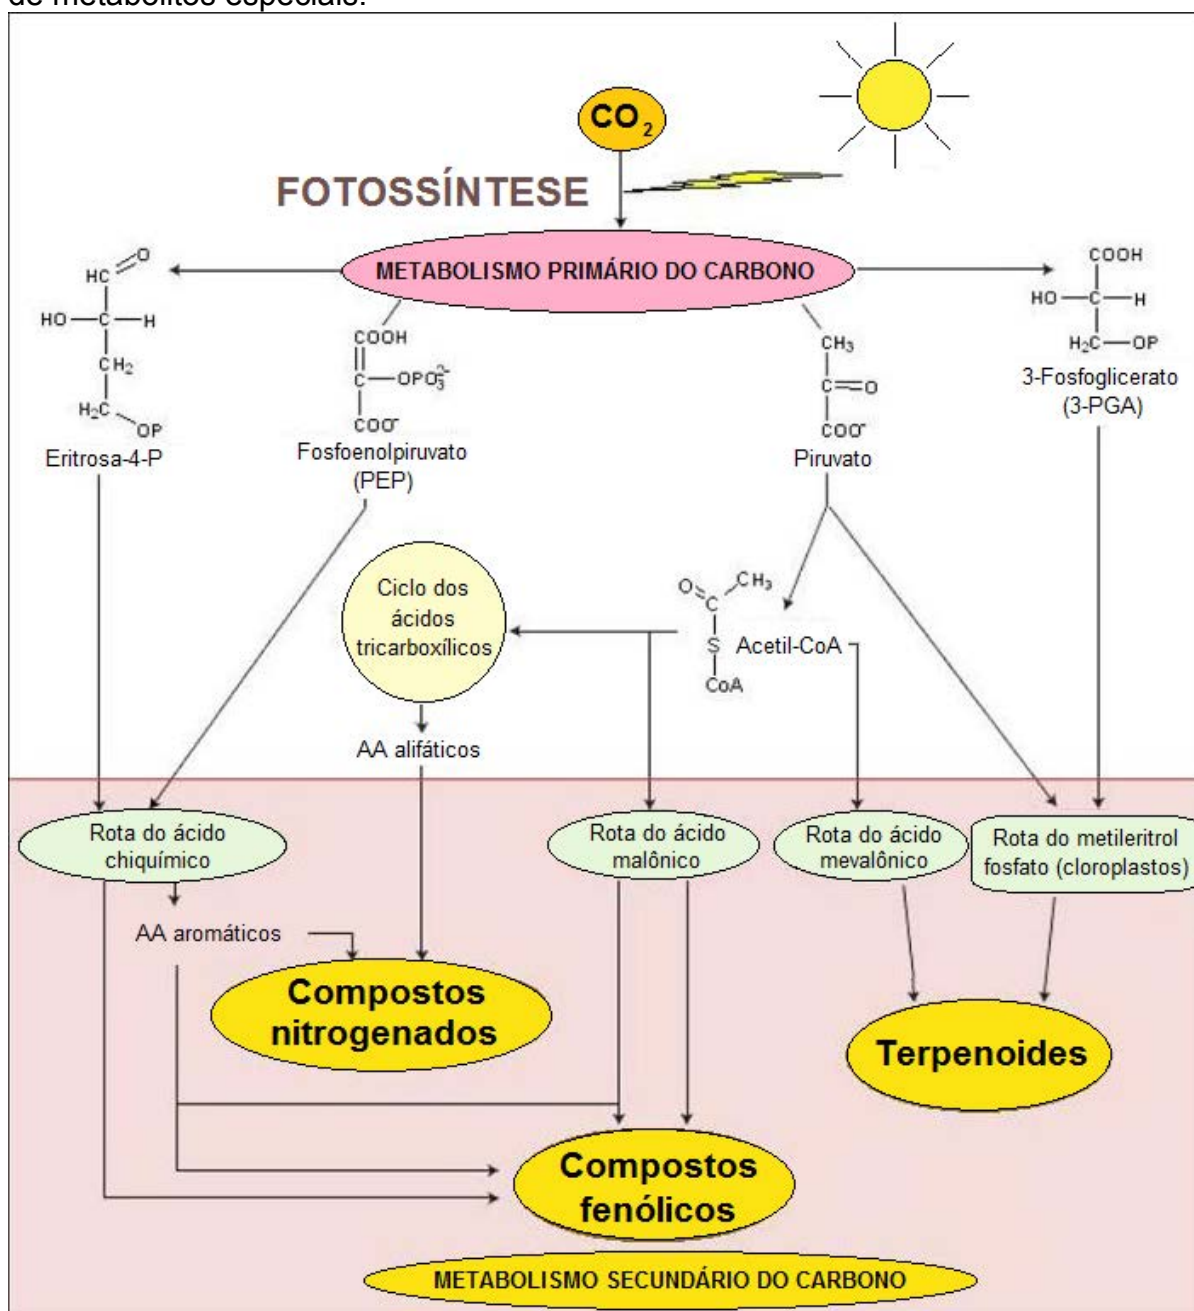 de metabólitos especiais.
CO2
FOTOSSÍNTESE
METABOLISMO PRIMÁRIO DO CARBONO
HC
O
HO—C—H
CH2
H2C
OP
Eritrosa-4-P
COOH
C—OPO3 2-
COO-
Fosfoenolpiruvato
(PEP)
CH3
C=O
COO-
Piruvato
COOH
HO—C—H
H2C—OP
3-Fosfoglicerato
(3-PGA)
Ciclo dos
ácidos
tricarboxílicos
O
CH3
C
S
CoA
Acetil-CoA
AA alifáticos
Rota do ácido
chiquímico
Rota do ácido
malônico
Rota do ácido
mevalônico
Rota do metileritrol
fosfato (cloroplastos)
AA aromáticos
Compostos
nitrogenados
Terpenoides
Compostos
fenólicos
METABOLISMO SECUNDÁRIO DO CARBONO